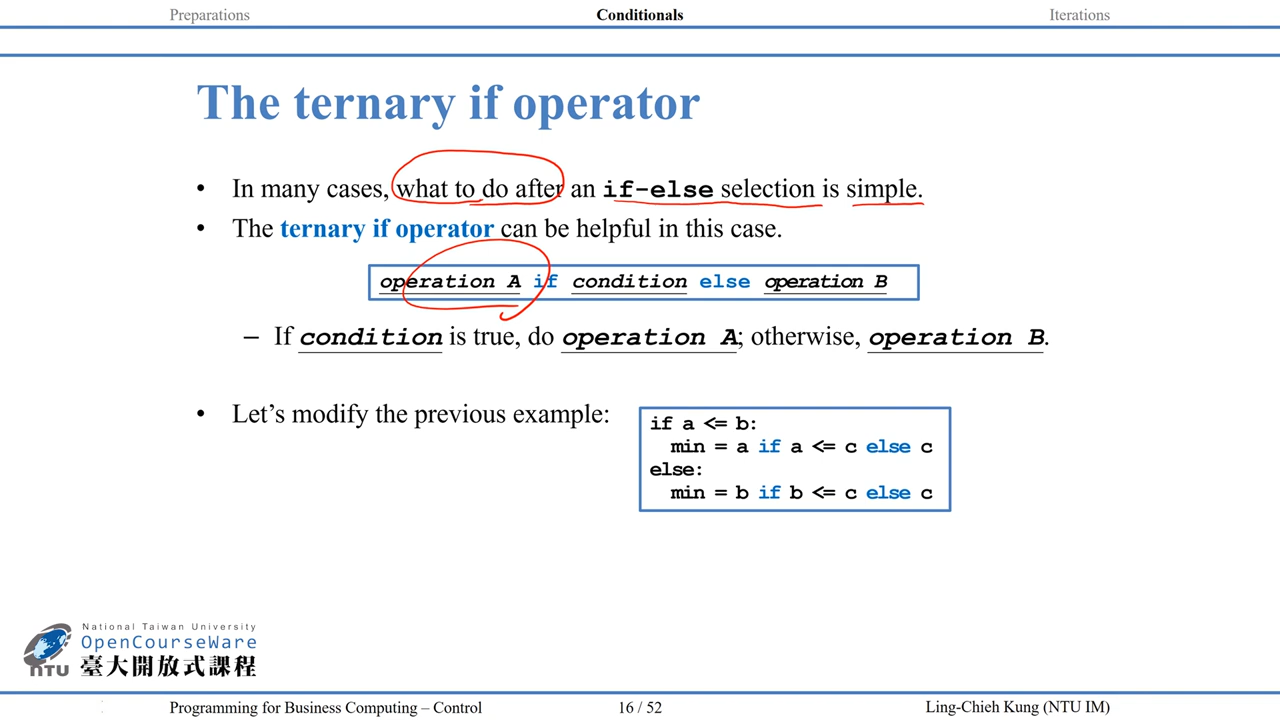 Preparations
Conditionals
Iterations
The ternary if operator
• In many cases, what to do after an if-else selection is simple.
• The ternary if operator can be helpful in this case.
operation A if condition else operation B
– If condition is true, do operation A; otherwise, operation B.
• Let’s modify the previous example:
if a <= b:
min = a if a <= c else c
else:
min = b if b <= c else c
National Taiwan University
OpenCourseWare
NTU 臺大開放式課程
Programming for Business Computing – Control
16 / 52
Ling-Chieh Kung (NTU IM)